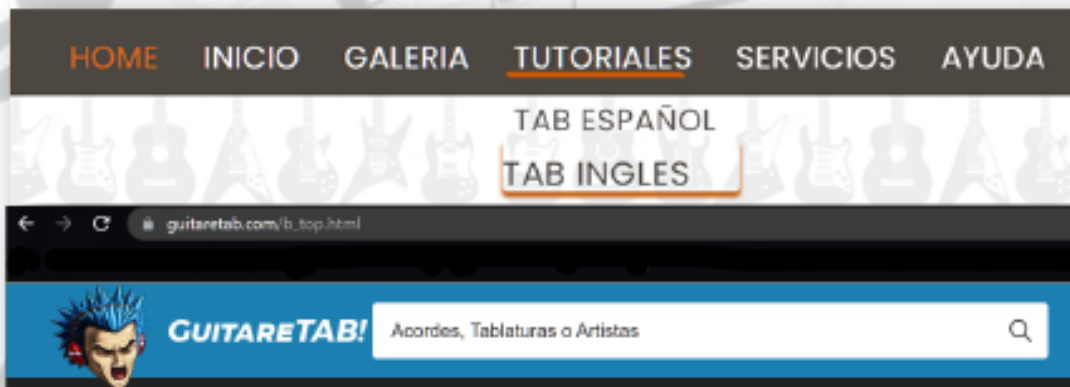 HOME INICIO GALERIA TUTORIALES SERVICIOS AYUDA
TAB ESPAÑOL
TAB INGLES
guitaretab.com/b_top.html
GUITARETAB! Acordes, Tablaturas o Artistas